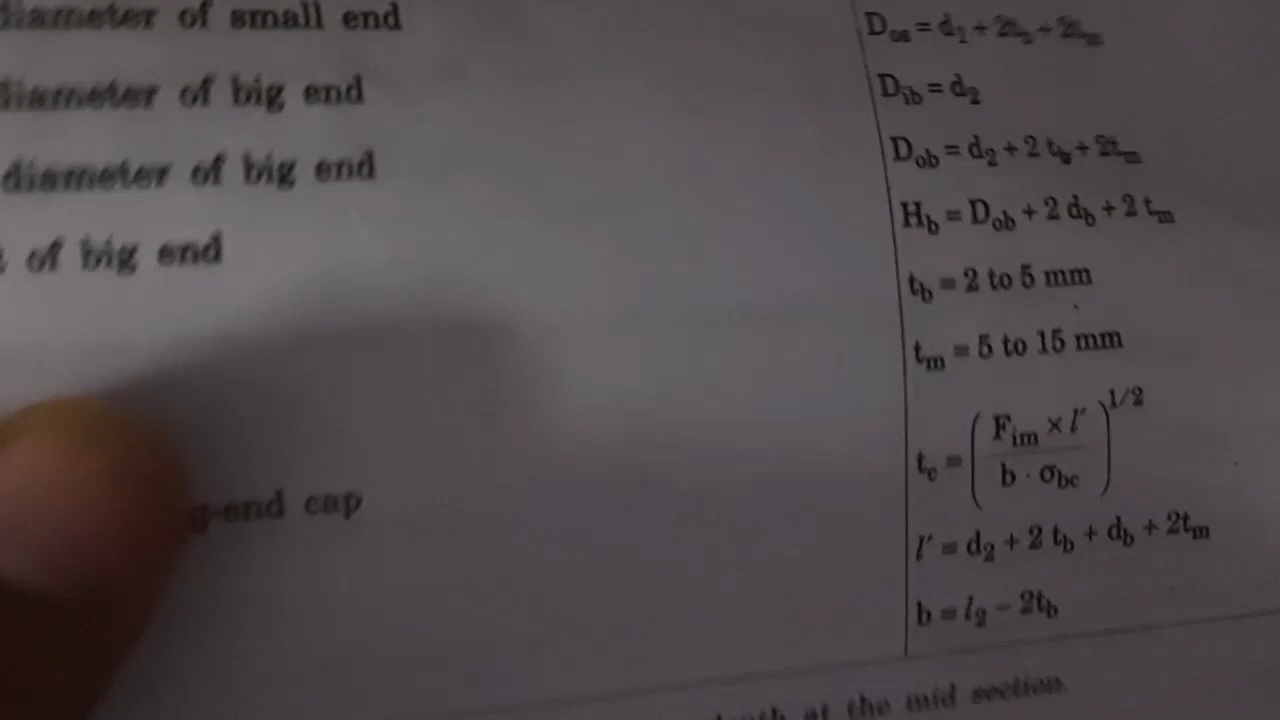 diameter of small end D_os = d_1 + 2t_b + 2t_m
diameter of big end D_ib = d_2
diameter of big end D_ob = d_2 + 2 t_b + 2t_m
of big end H_b = D_ob + 2 d_b + 2 t_m
t_b = 2 to 5 mm
t_m = 5 to 15 mm
end cap t_c = ( F_im × l′ / b · σ_bc )^1/2
l′ = d_2 + 2 t_b + d_b + 2t_m
b = l_2 − 2t_b
at the mid section.